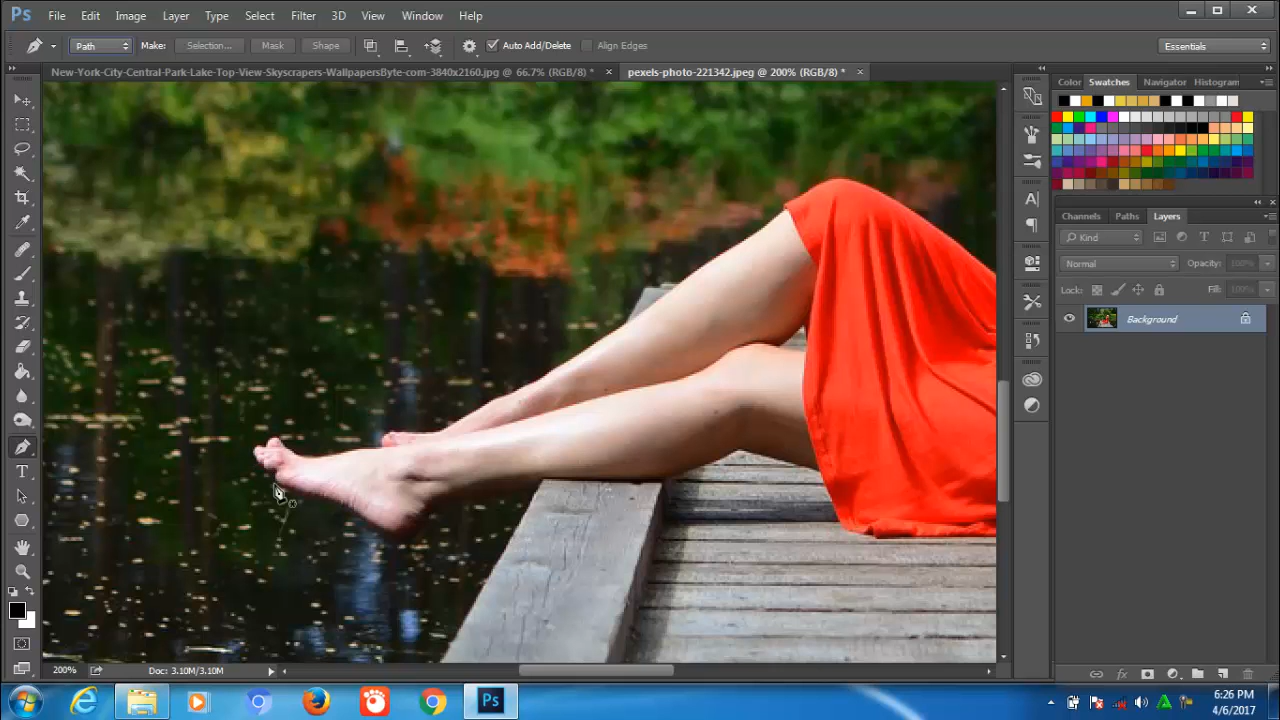 Ps File Edit Image Layer Type Select Filter 3D View Window Help
Path Make: Selection... Mask Shape Auto Add/Delete Align Edges Essentials
New-York-City-Central-Park-Lake-Top-View-Skyscrapers-WallpapersByte-com-3840x2160.jpg @ 66.7% (RGB/8) * × pexels-photo-221342.jpeg @ 200% (RGB/8) * ×
Color Swatches Navigator Histogram
Channels Paths Layers
Kind
Normal Opacity: 100%
Lock: Fill: 100%
Background
200% Doc: 3.10M/3.10M
Ps
6:26 PM
4/6/2017